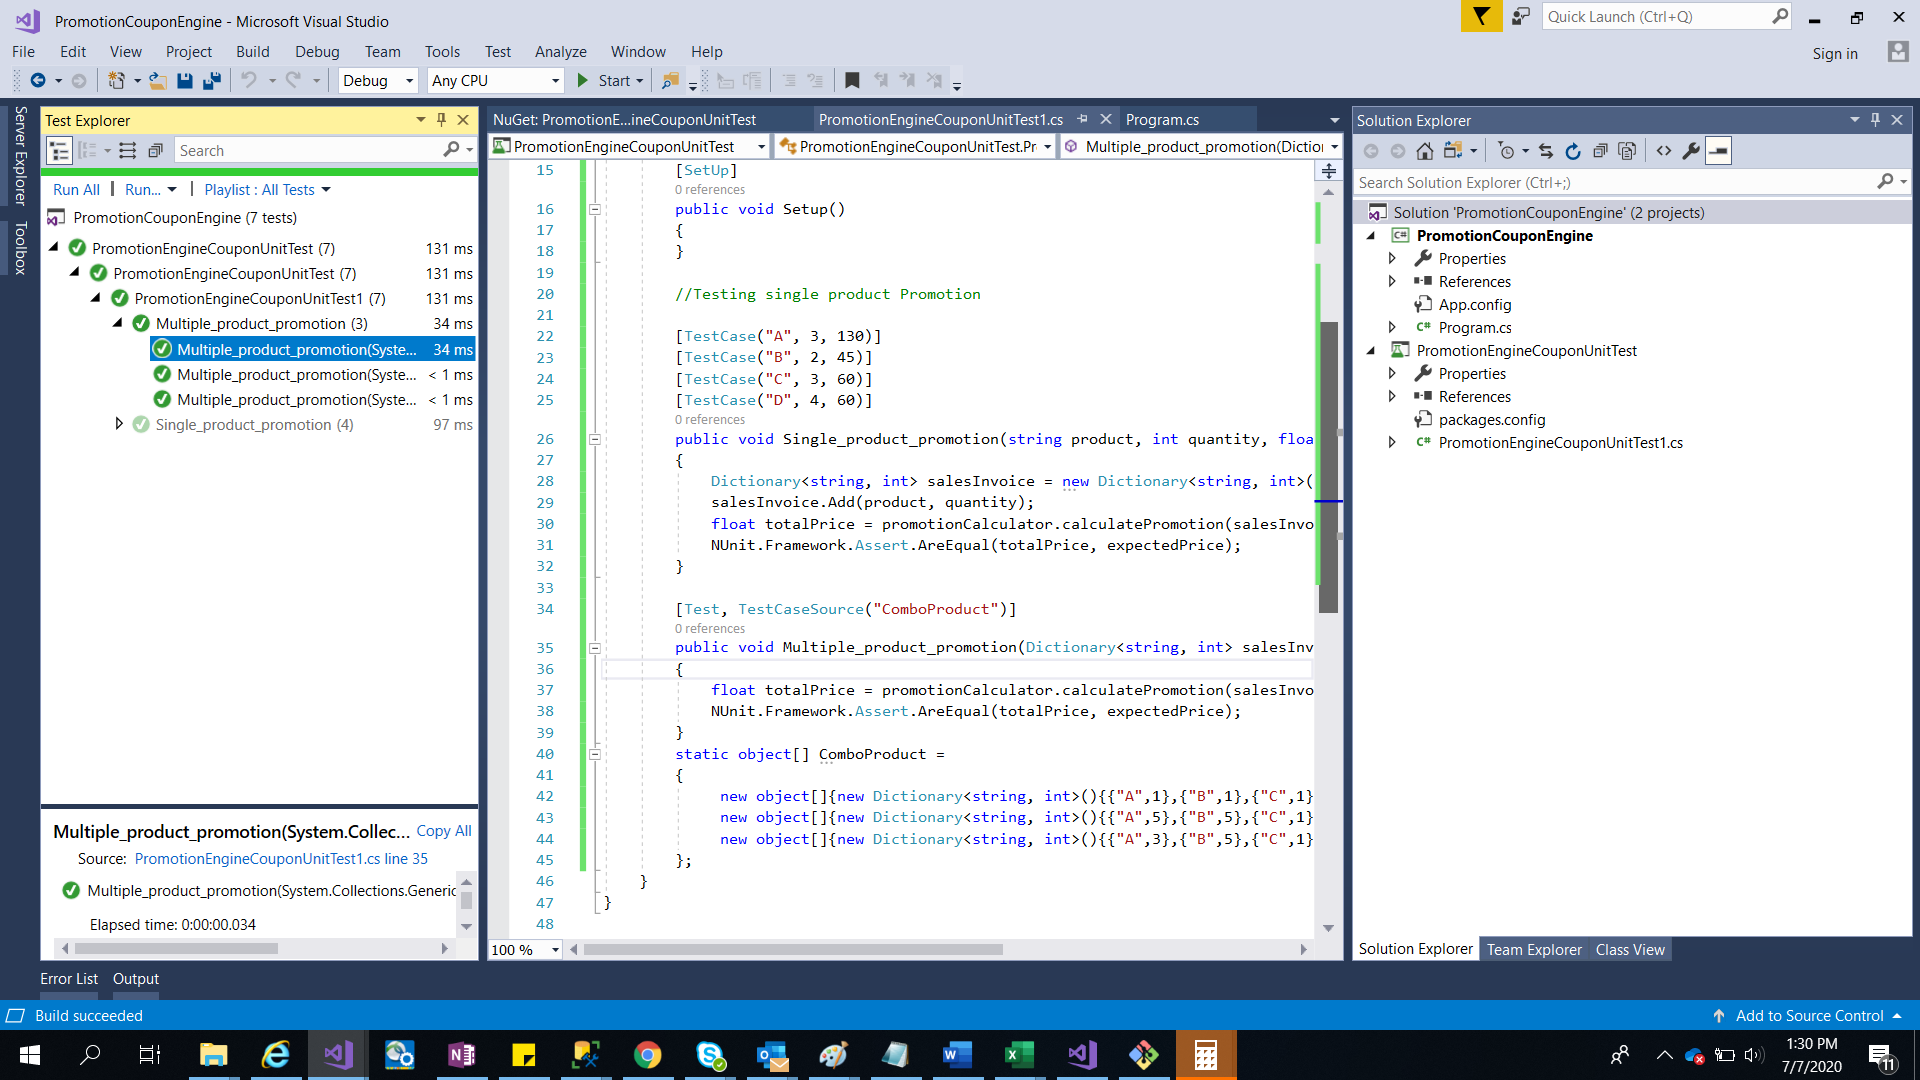 PromotionCouponEngine - Microsoft Visual Studio
Quick Launch (Ctrl+Q)
File Edit View Project Build Debug Team Tools Test Analyze Window Help
Sign in
Debug Any CPU Start
Server Explorer
Toolbox
Test Explorer
Search
Run All | Run... | Playlist : All Tests
PromotionCouponEngine (7 tests)
PromotionEngineCouponUnitTest (7) 131 ms
PromotionEngineCouponUnitTest (7) 131 ms
PromotionEngineCouponUnitTest1 (7) 131 ms
Multiple_product_promotion (3) 34 ms
Multiple_product_promotion(Syste... 34 ms
Multiple_product_promotion(Syste... < 1 ms
Multiple_product_promotion(Syste... < 1 ms
Single_product_promotion (4) 97 ms
Multiple_product_promotion(System.Collec... Copy All
Source: PromotionEngineCouponUnitTest1.cs line 35
Multiple_product_promotion(System.Collections.Generic
Elapsed time: 0:00:00.034
NuGet: PromotionE...ineCouponUnitTest PromotionEngineCouponUnitTest1.cs Program.cs
PromotionEngineCouponUnitTest PromotionEngineCouponUnitTest.Pr Multiple_product_promotion(Diction
15 [SetUp]
0 references
16 public void Setup()
17 {
18 }
19
20 //Testing single product Promotion
21
22 [TestCase("A", 3, 130)]
23 [TestCase("B", 2, 45)]
24 [TestCase("C", 3, 60)]
25 [TestCase("D", 4, 60)]
0 references
26 public void Single_product_promotion(string product, int quantity, floa
27 {
28 Dictionary<string, int> salesInvoice = new Dictionary<string, int>(
29 salesInvoice.Add(product, quantity);
30 float totalPrice = promotionCalculator.calculatePromotion(salesInvo
31 NUnit.Framework.Assert.AreEqual(totalPrice, expectedPrice);
32 }
33
34 [Test, TestCaseSource("ComboProduct")]
0 references
35 public void Multiple_product_promotion(Dictionary<string, int> salesInv
36 {
37 float totalPrice = promotionCalculator.calculatePromotion(salesInvo
38 NUnit.Framework.Assert.AreEqual(totalPrice, expectedPrice);
39 }
40 static object[] ComboProduct =
41 {
42 new object[]{new Dictionary<string, int>(){{"A",1},{"B",1},{"C",1}
43 new object[]{new Dictionary<string, int>(){{"A",5},{"B",5},{"C",1}
44 new object[]{new Dictionary<string, int>(){{"A",3},{"B",5},{"C",1}
45 };
46 }
47 }
48
100 %
Solution Explorer
Search Solution Explorer (Ctrl+;)
Solution 'PromotionCouponEngine' (2 projects)
C# PromotionCouponEngine
Properties
References
App.config
C# Program.cs
PromotionEngineCouponUnitTest
Properties
References
packages.config
C# PromotionEngineCouponUnitTest1.cs
Solution Explorer Team Explorer Class View
Error List Output
Build succeeded
Add to Source Control
1:30 PM
7/7/2020
11